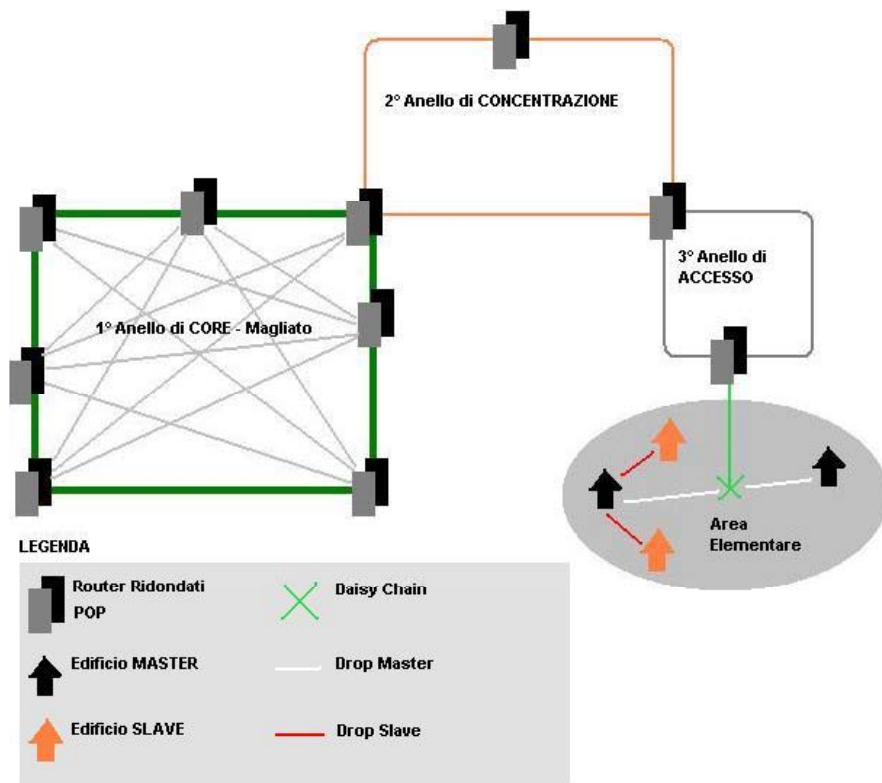 2° Anello di CONCENTRAZIONE
3° Anello di
ACCESSO
1° Anello di CORE - Magliato
Area
Elementare
LEGENDA
Router Ridondati
POP
Daisy Chain
Edificio MASTER
Drop Master
Edificio SLAVE
Drop Slave